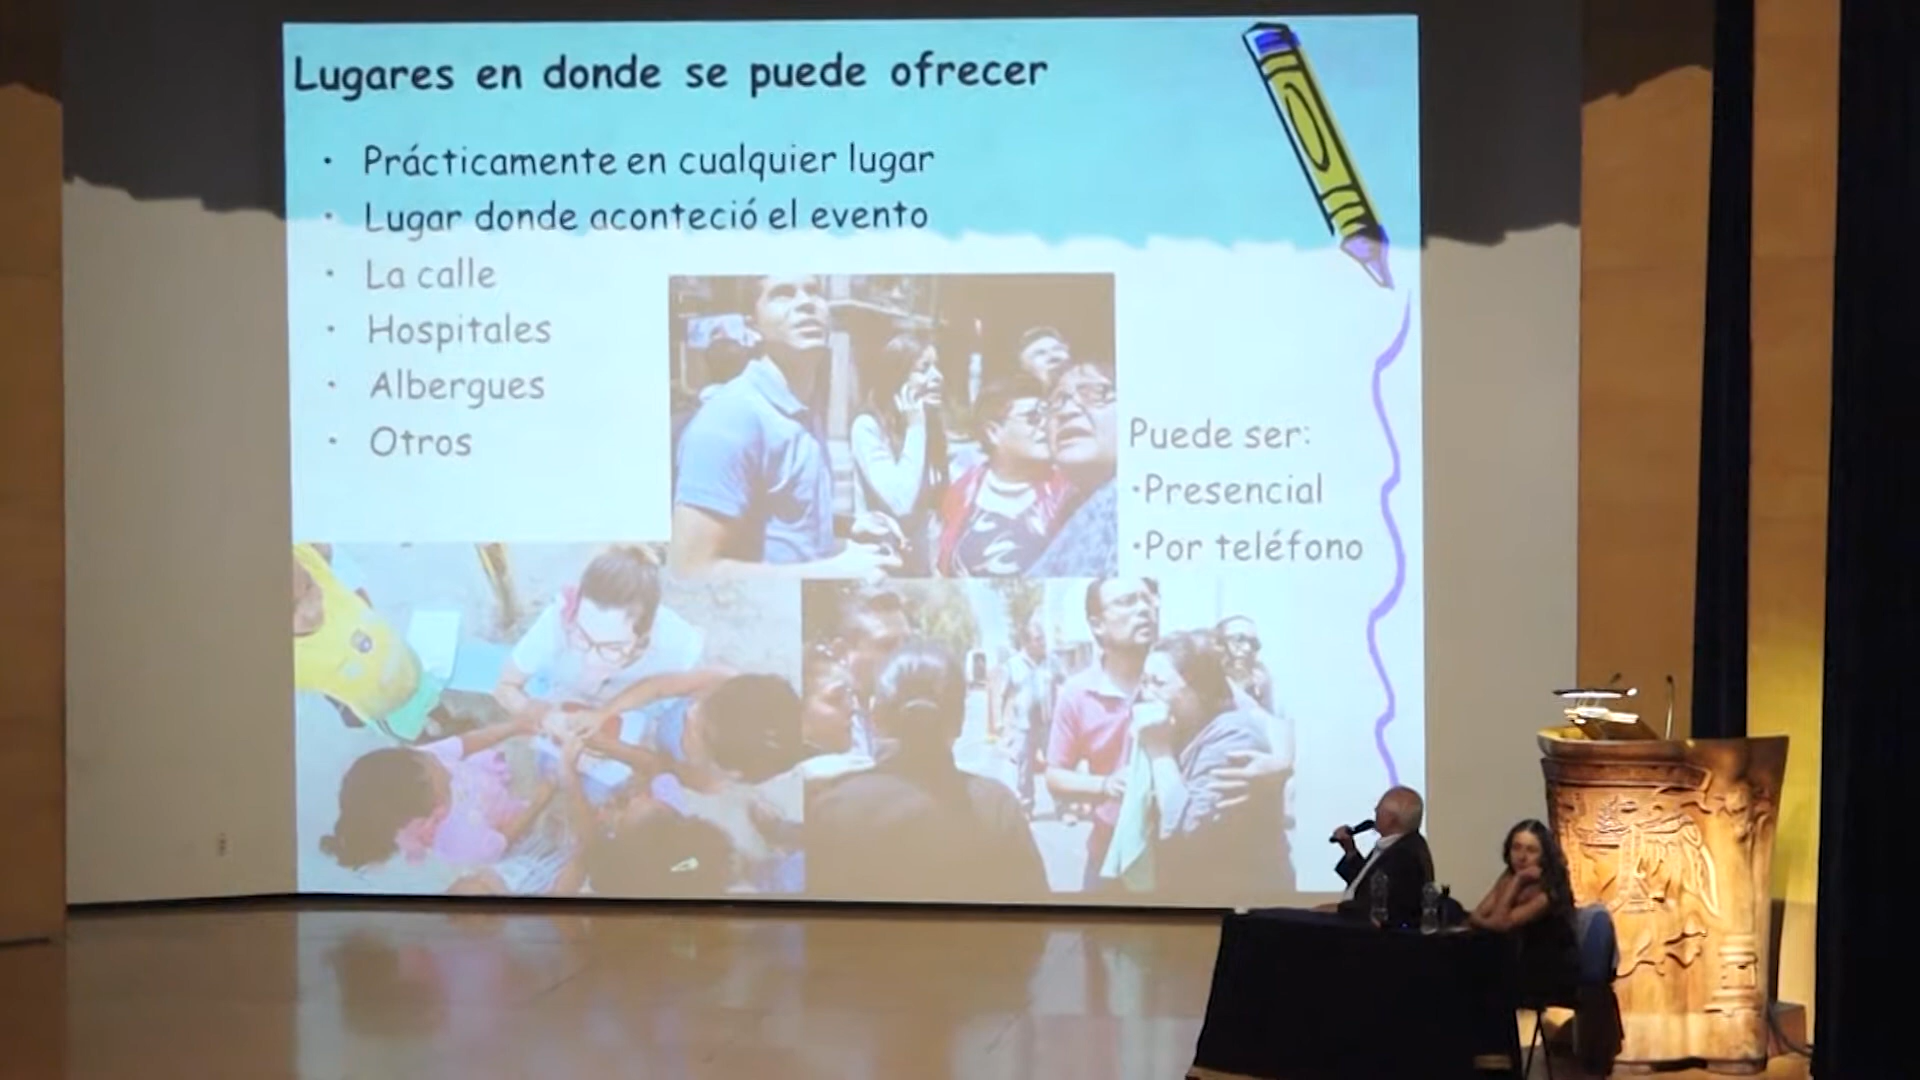 Lugares en donde se puede ofrecer
• Prácticamente en cualquier lugar
• Lugar donde aconteció el evento
• La calle
• Hospitales
• Albergues
• Otros
Puede ser:
•Presencial
•Por teléfono